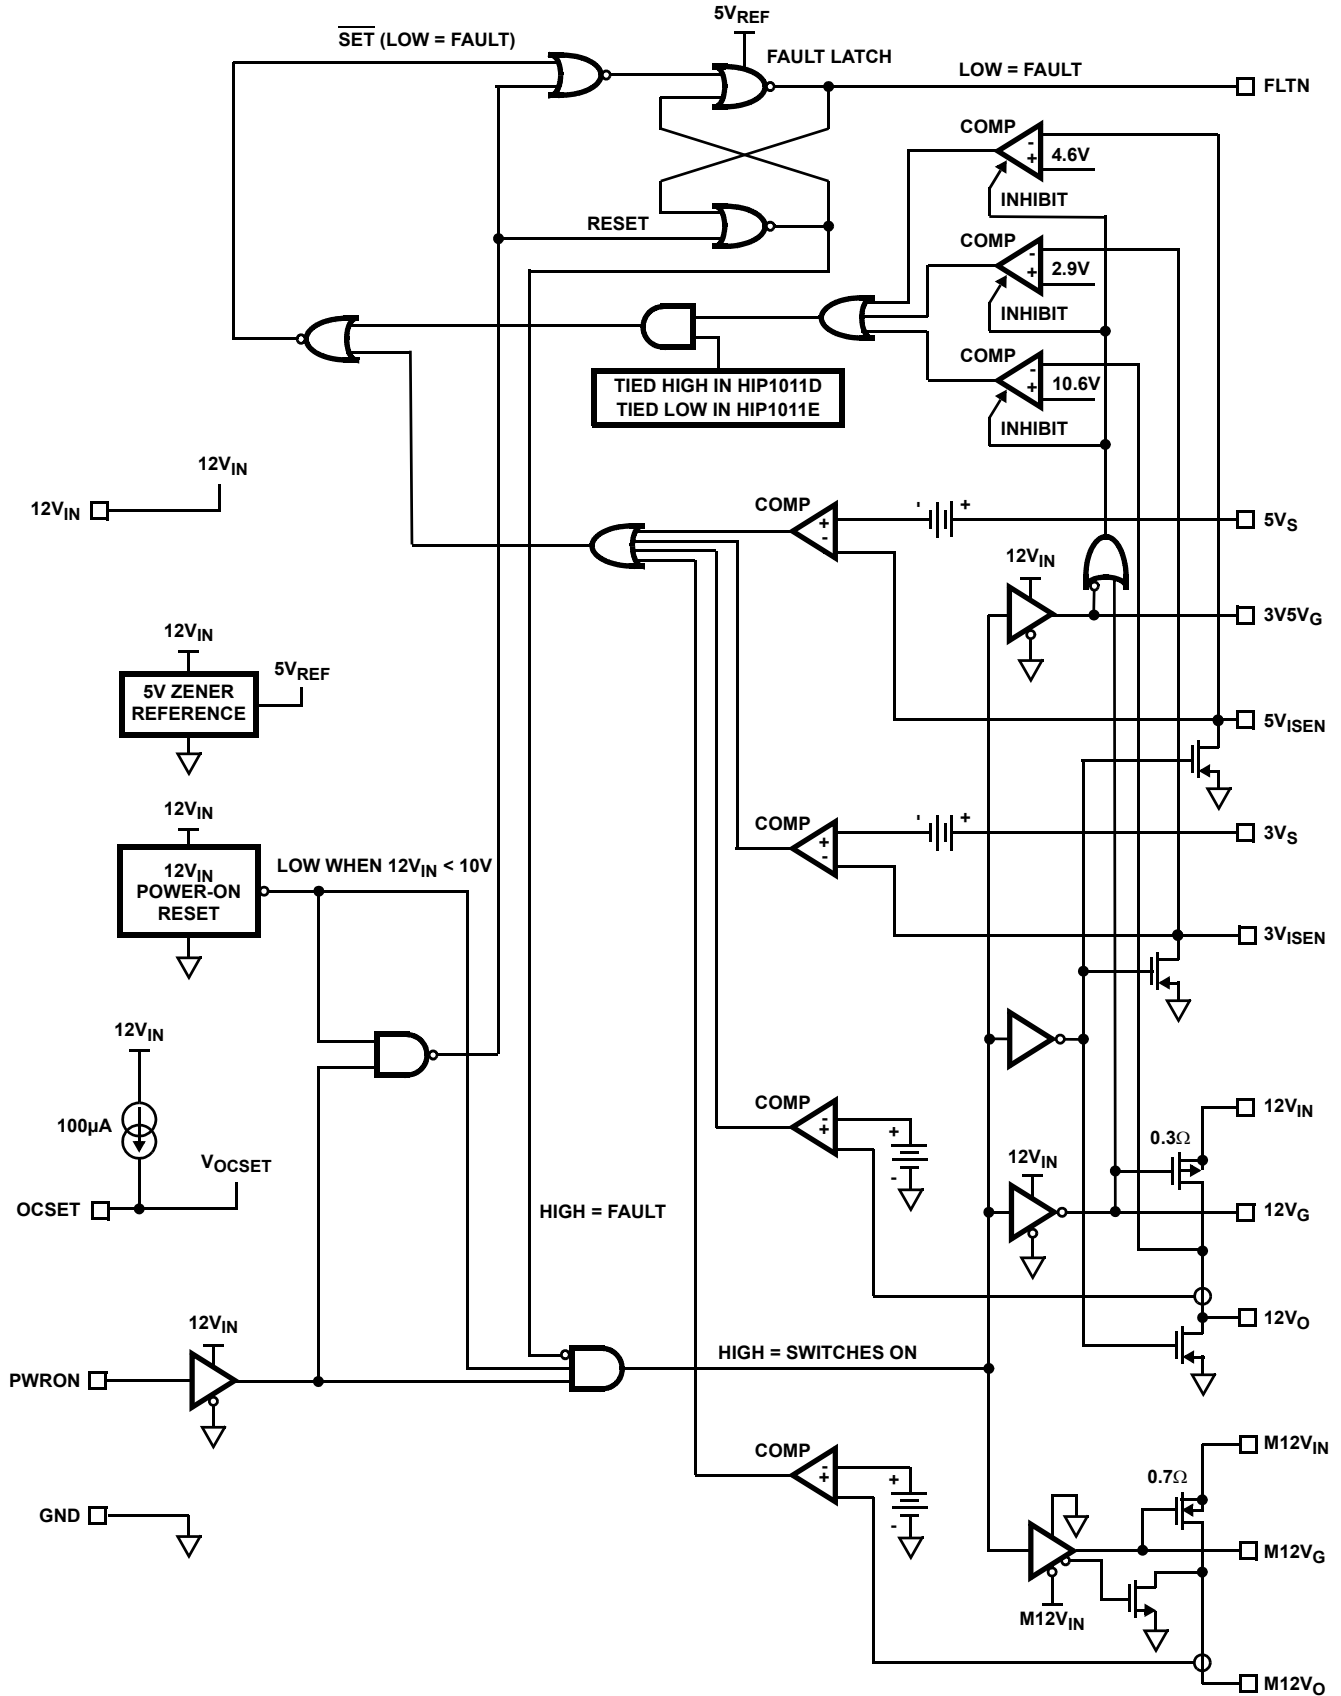 5VREF
SET (LOW = FAULT)
FAULT LATCH
LOW = FAULT
FLTN
COMP
-
+
4.6V
INHIBIT
RESET
COMP
-
+
2.9V
INHIBIT
COMP
-
+
10.6V
INHIBIT
TIED HIGH IN HIP1011D
TIED LOW IN HIP1011E
12VIN
12VIN
COMP
+
-
- +
5VS
12VIN
3V5VG
12VIN
5V ZENER
REFERENCE
5VREF
5VISEN
12VIN
12VIN
POWER-ON
RESET
LOW WHEN 12VIN < 10V
COMP
+
-
- +
3VS
3VISEN
12VIN
100µA
VOCSET
OCSET
COMP
-
+
+
-
12VIN
0.3Ω
12VIN
12VG
HIGH = FAULT
12VO
12VIN
PWRON
HIGH = SWITCHES ON
COMP
-
+
+
-
M12VIN
0.7Ω
GND
M12VG
M12VIN
M12VO